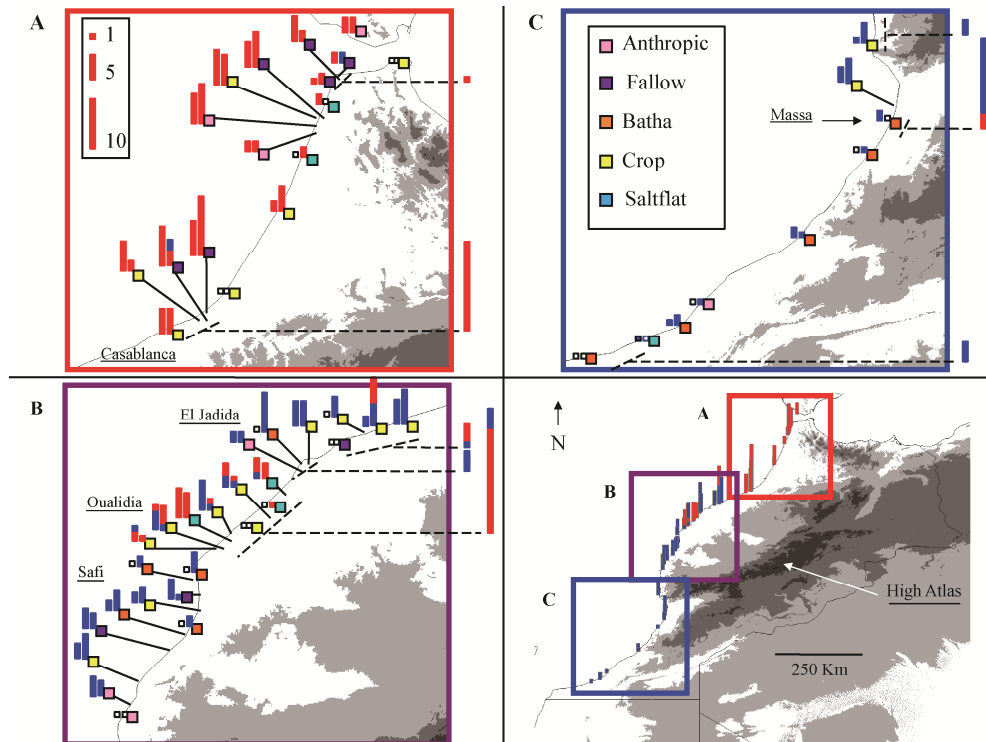 A
1
5
10
Casablanca
C
Anthropic
Fallow
Batha
Crop
Saltflat
Massa
B
El Jadida
Oualidia
Safi
N
A
B
C
High Atlas
250 Km
?